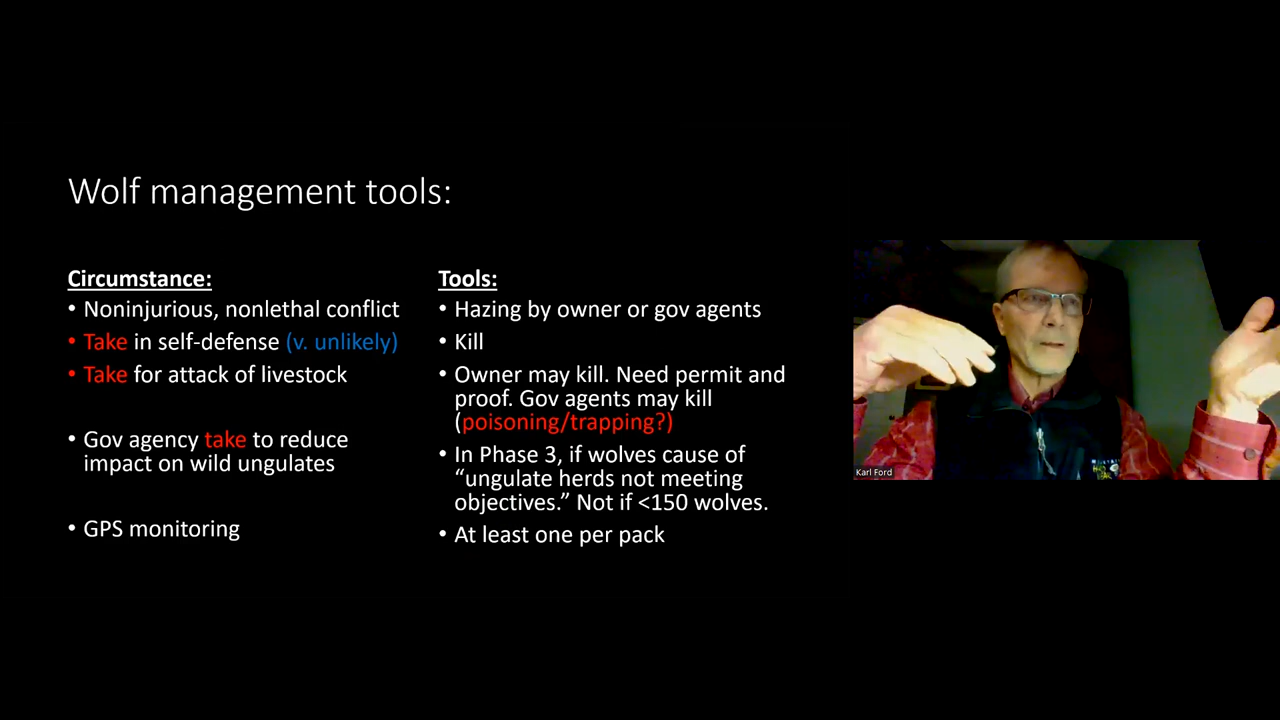 Wolf management tools:
Circumstance:
• Noninjurious, nonlethal conflict
• Take in self-defense (v. unlikely)
• Take for attack of livestock
• Gov agency take to reduce
impact on wild ungulates
• GPS monitoring
Tools:
• Hazing by owner or gov agents
• Kill
• Owner may kill. Need permit and
proof. Gov agents may kill
(poisoning/trapping?)
• In Phase 3, if wolves cause of
“ungulate herds not meeting
objectives.” Not if <150 wolves.
• At least one per pack
Karl Ford